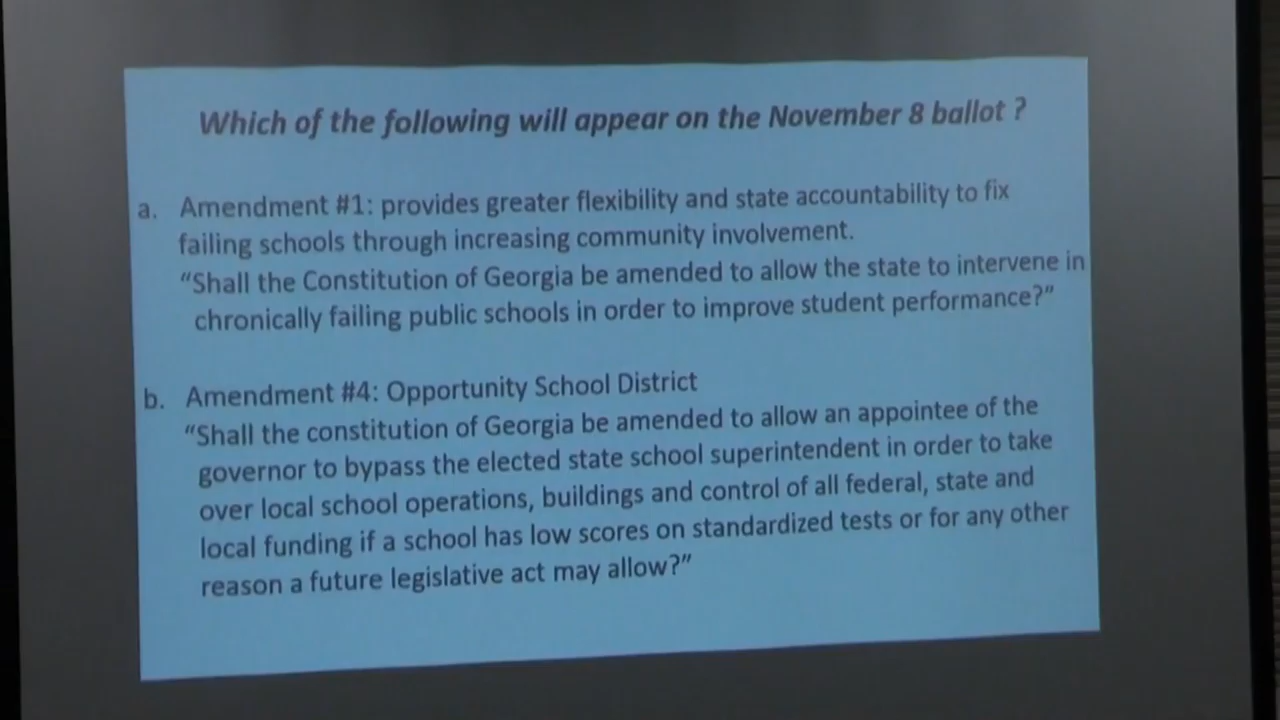 Which of the following will appear on the November 8 ballot ?
a. Amendment #1: provides greater flexibility and state accountability to fix
failing schools through increasing community involvement.
“Shall the Constitution of Georgia be amended to allow the state to intervene in
chronically failing public schools in order to improve student performance?”
b. Amendment #4: Opportunity School District
“Shall the constitution of Georgia be amended to allow an appointee of the
governor to bypass the elected state school superintendent in order to take
over local school operations, buildings and control of all federal, state and
local funding if a school has low scores on standardized tests or for any other
reason a future legislative act may allow?”